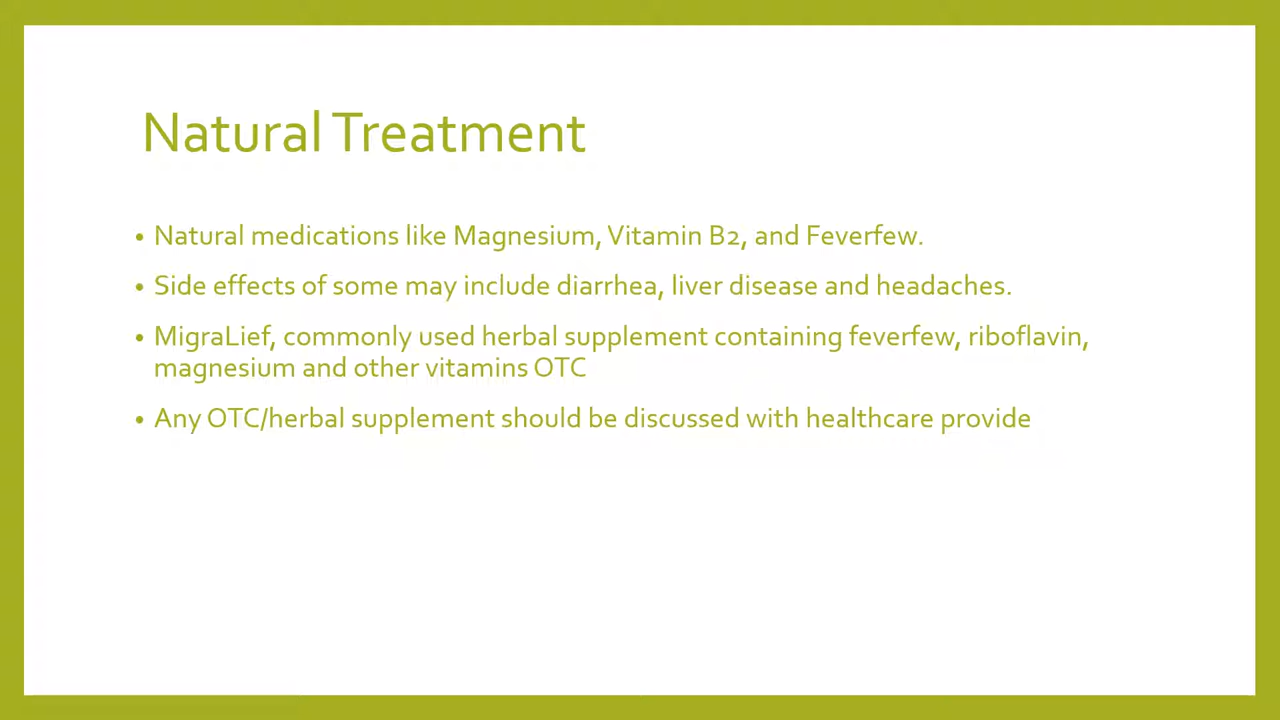 Natural Treatment
• Natural medications like Magnesium, Vitamin B2, and Feverfew.
• Side effects of some may include diarrhea, liver disease and headaches.
• MigraLief, commonly used herbal supplement containing feverfew, riboflavin,
magnesium and other vitamins OTC
• Any OTC/herbal supplement should be discussed with healthcare provide